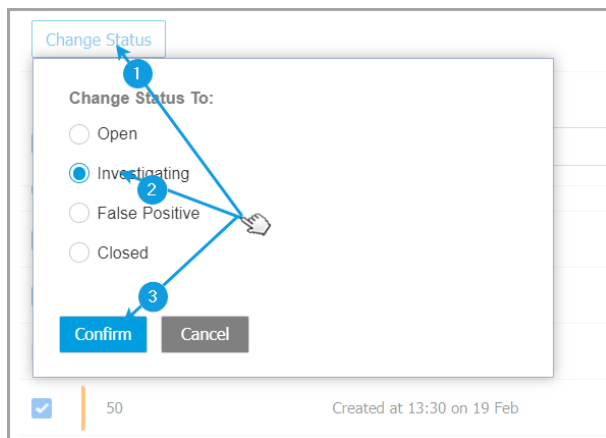 Change Status
1
Change Status To:
Open
Investigating
2
False Positive
Closed
3
Confirm Cancel
50 Created at 13:30 on 19 Feb